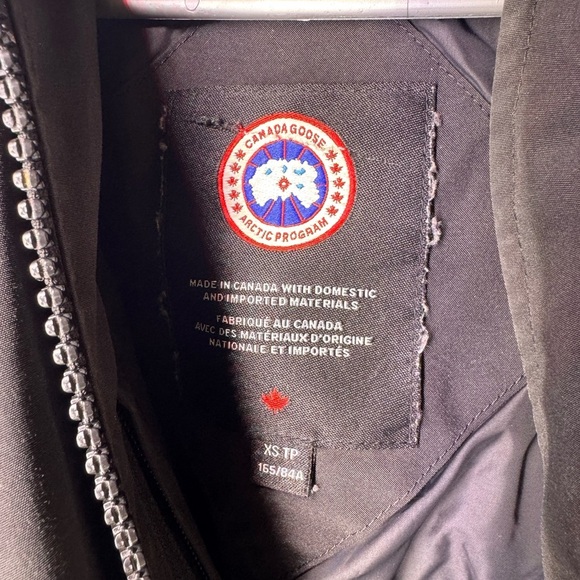 CANADA GOOSE
ARCTIC PROGRAM
MADE IN CANADA WITH DOMESTIC
AND IMPORTED MATERIALS
FABRIQUÉ AU CANADA
AVEC DES MATÉRIAUX D'ORIGINE
NATIONALE ET IMPORTÉS
XS TP
165/84A